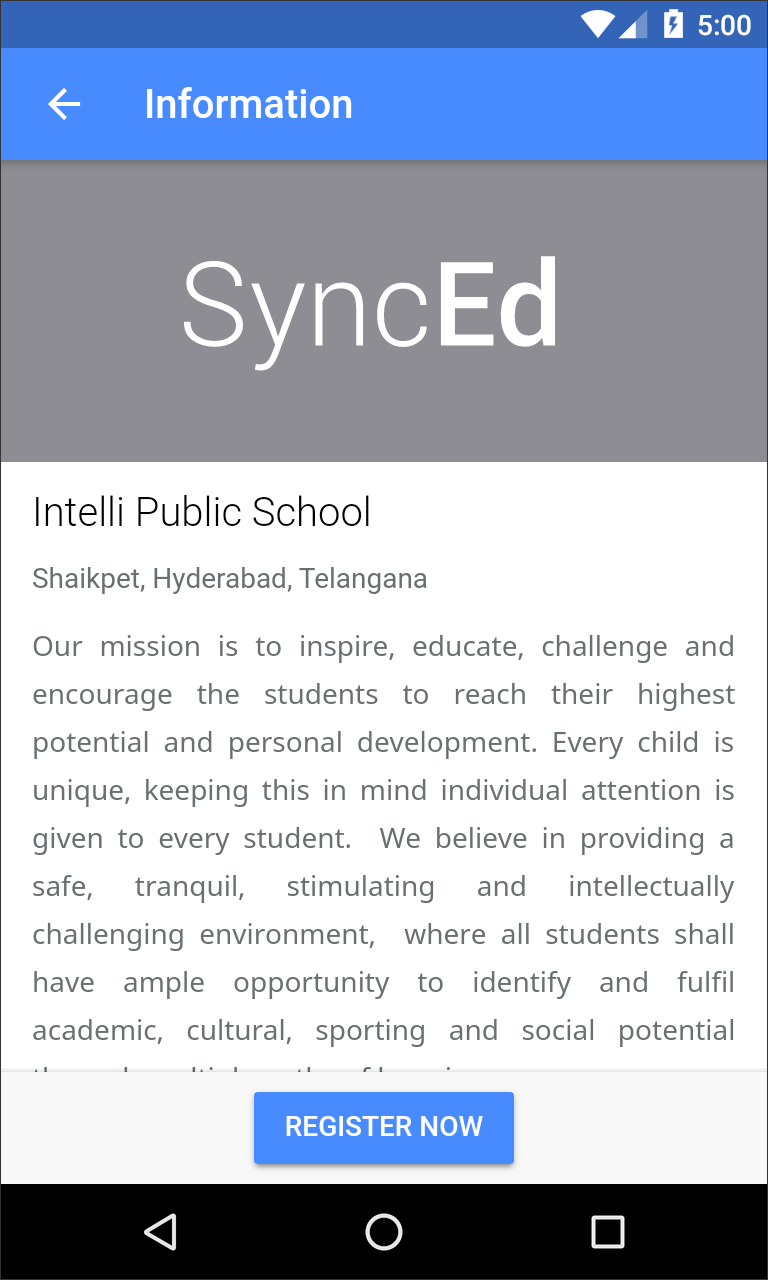 5:00
Information
SyncEd
Intelli Public School
Shaikpet, Hyderabad, Telangana
Our mission is to inspire, educate, challenge and
encourage the students to reach their highest
potential and personal development. Every child is
unique, keeping this in mind individual attention is
given to every student.  We believe in providing a
safe, tranquil, stimulating and intellectually
challenging environment,  where all students shall
have ample opportunity to identify and fulfil
academic, cultural, sporting and social potential
REGISTER NOW